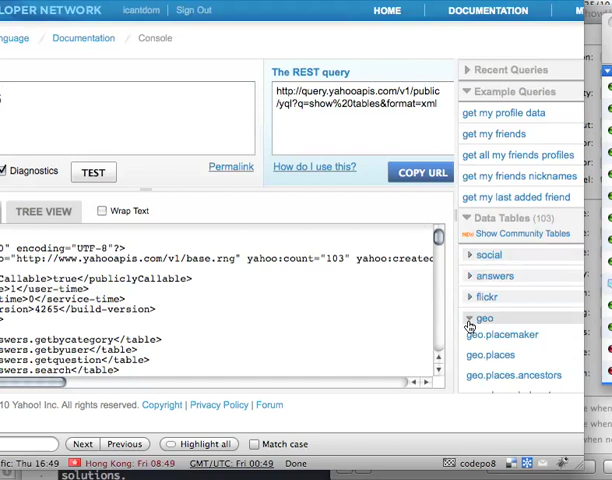 LOPER NETWORK
icantdom
Sign Out
HOME
DOCUMENTATION
M
nguage
Documentation
Console
The REST query
http://query.yahooapis.com/v1/public
/yql?q=show%20tables&format=xml
Diagnostics
TEST
Permalink
How do I use this?
COPY URL
TREE VIEW
Wrap Text
0" encoding="UTF-8"?>
o="http://www.yahooapis.com/v1/base.rng" yahoo:count="103" yahoo:created
Callable>true</publiclyCallable>
time>1</user-time>
e-time>0</service-time>
version>4265</build-version>
>
swers.getbycategory</table>
swers.getbyuser</table>
swers.getquestion</table>
swers.search</table>
Recent Queries
Example Queries
get my profile data
get my friends
get all my friends profiles
get my friends nicknames
get my last added friend
Data Tables (103)
Show Community Tables
social
answers
flickr
geo
geo.placemaker
geo.places
geo.places.ancestors
10 Yahoo! Inc. All rights reserved.
Copyright | Privacy Policy | Forum
Next
Previous
Highlight all
Match case
fic: Thu 16:49
Hong Kong: Fri 08:49
GMT/UTC: Fri 00:49
Done
codepo8
solutions.